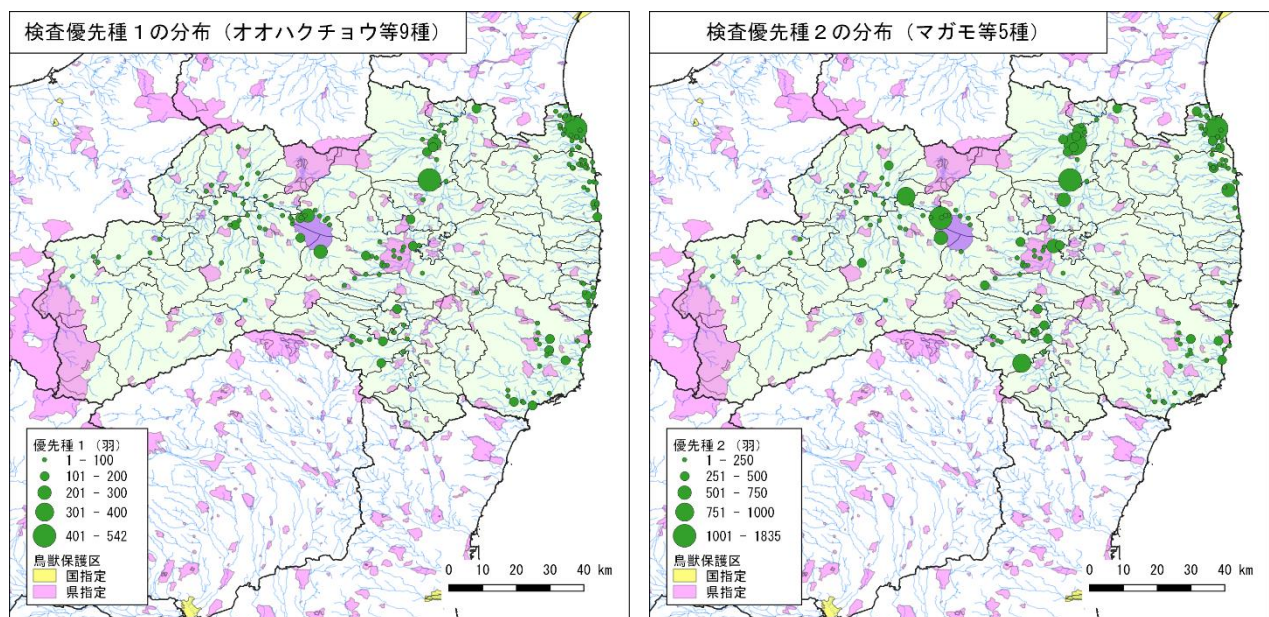 検査優先種１の分布（オオハクチョウ等9種）
優先種１（羽）
1 - 100
101 - 200
201 - 300
301 - 400
401 - 542
鳥獣保護区
国指定
県指定
0 10 20 30 40 km
検査優先種２の分布（マガモ等5種）
優先種２（羽）
1 - 250
251 - 500
501 - 750
751 - 1000
1001 - 1835
鳥獣保護区
国指定
県指定
0 10 20 30 40 km